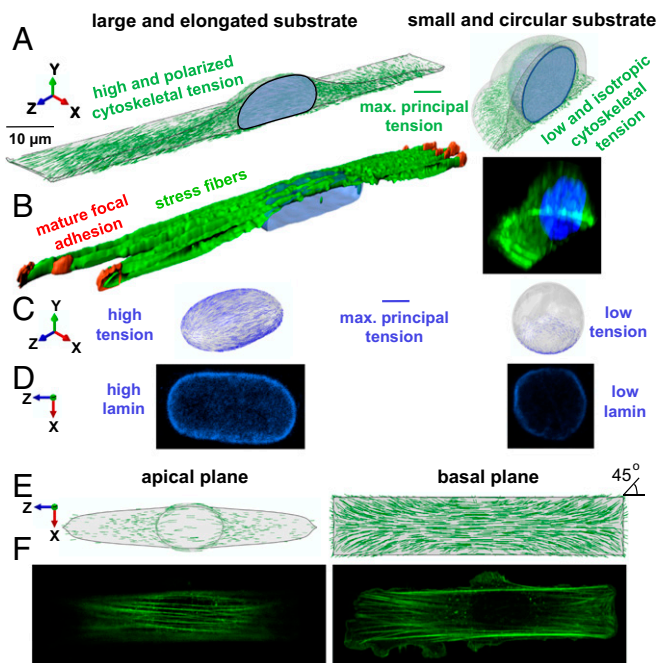 large and elongated substrate
small and circular substrate
A
Y
Z
X
10 µm
high and polarized
cytoskeletal tension
max. principal
tension
low and isotropic
cytoskeletal
tension
B
mature focal
adhesion
stress fibers
C
Y
Z
X
high
tension
max. principal
tension
low
tension
D
Z
X
high
lamin
low
lamin
apical plane
basal plane
E
Z
X
45°
F